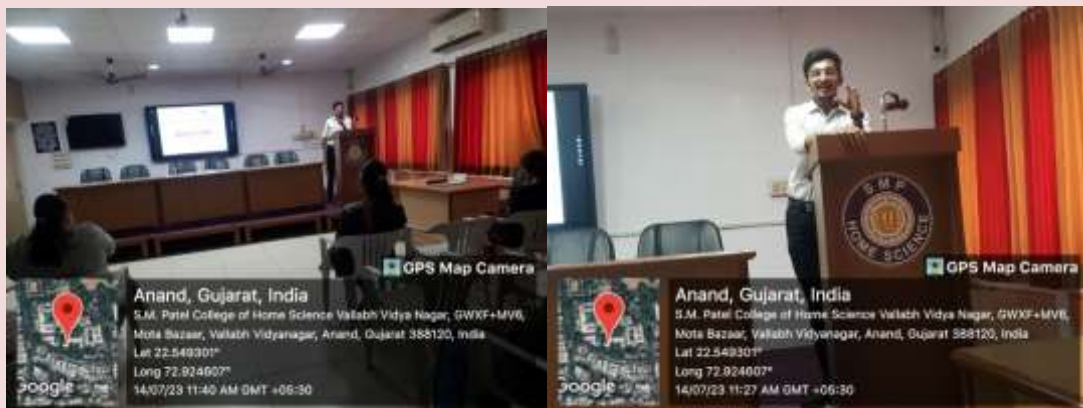 GPS Map Camera
Anand, Gujarat, India
S.M. Patel College of Home Science Vallabh Vidya Nagar, GWXF+MV6,
Mota Bazaar, Vallabh Vidyanagar, Anand, Gujarat 388120, India
Lat 22.549301°
Long 72.924607°
14/07/23 11:40 AM GMT +05:30
Google
S.M.P.
HOME SCIENCE
GPS Map Camera
Anand, Gujarat, India
S.M. Patel College of Home Science Vallabh Vidya Nagar, GWXF+MV6,
Mota Bazaar, Vallabh Vidyanagar, Anand, Gujarat 388120, India
Lat 22.549301°
Long 72.924607°
14/07/23 11:27 AM GMT +05:30
Google